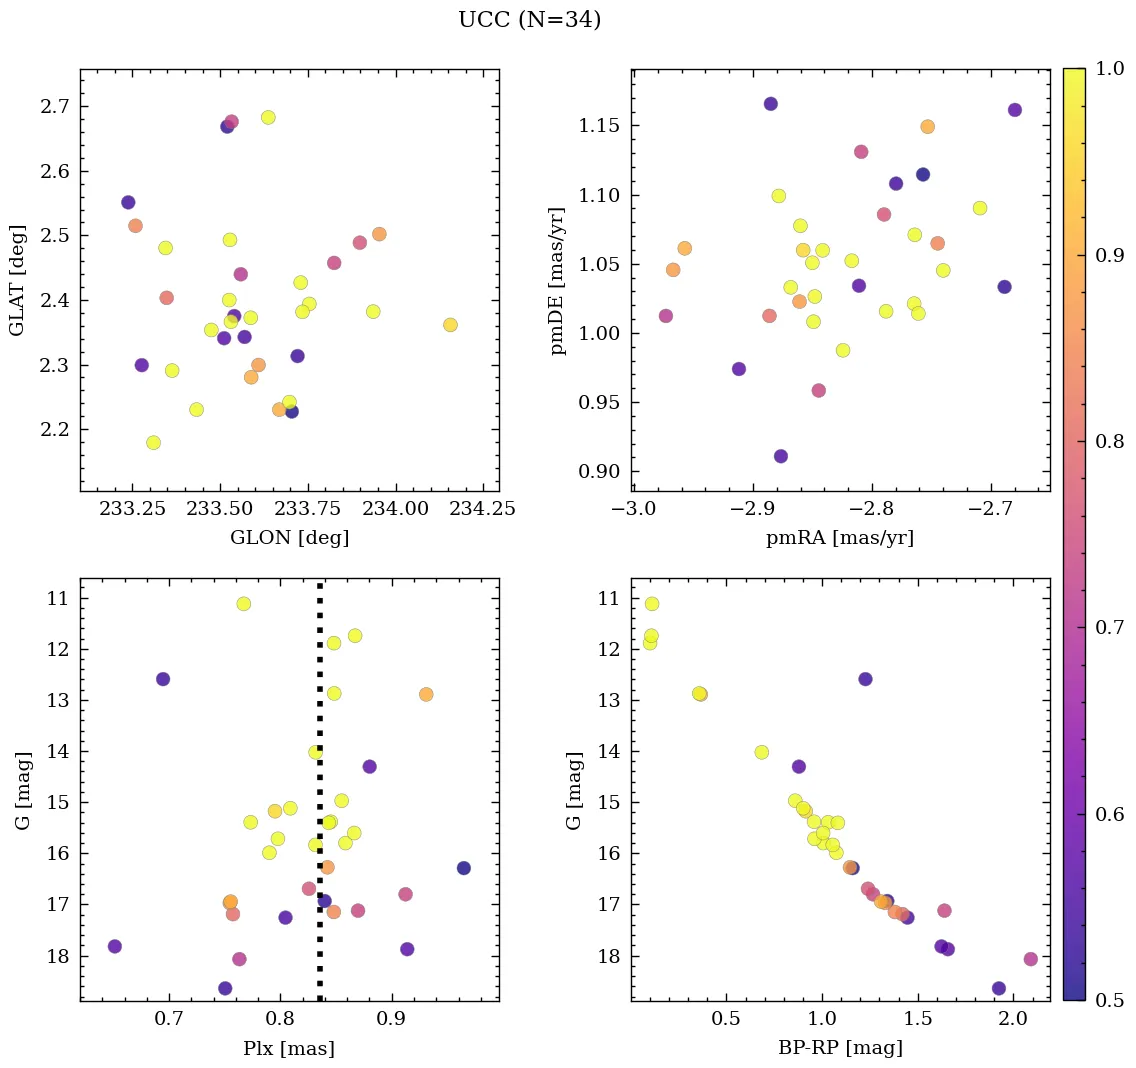 UCC (N=34)
2.7
2.6
2.5
2.4
2.3
2.2
GLAT [deg]
233.25 233.50 233.75 234.00 234.25
GLON [deg]
1.15
1.10
1.05
1.00
0.95
0.90
pmDE [mas/yr]
−3.0 −2.9 −2.8 −2.7
pmRA [mas/yr]
1.0
0.9
0.8
0.7
0.6
0.5
11
12
13
14
15
16
17
18
G [mag]
0.7 0.8 0.9
Plx [mas]
11
12
13
14
15
16
17
18
G [mag]
0.5 1.0 1.5 2.0
BP-RP [mag]